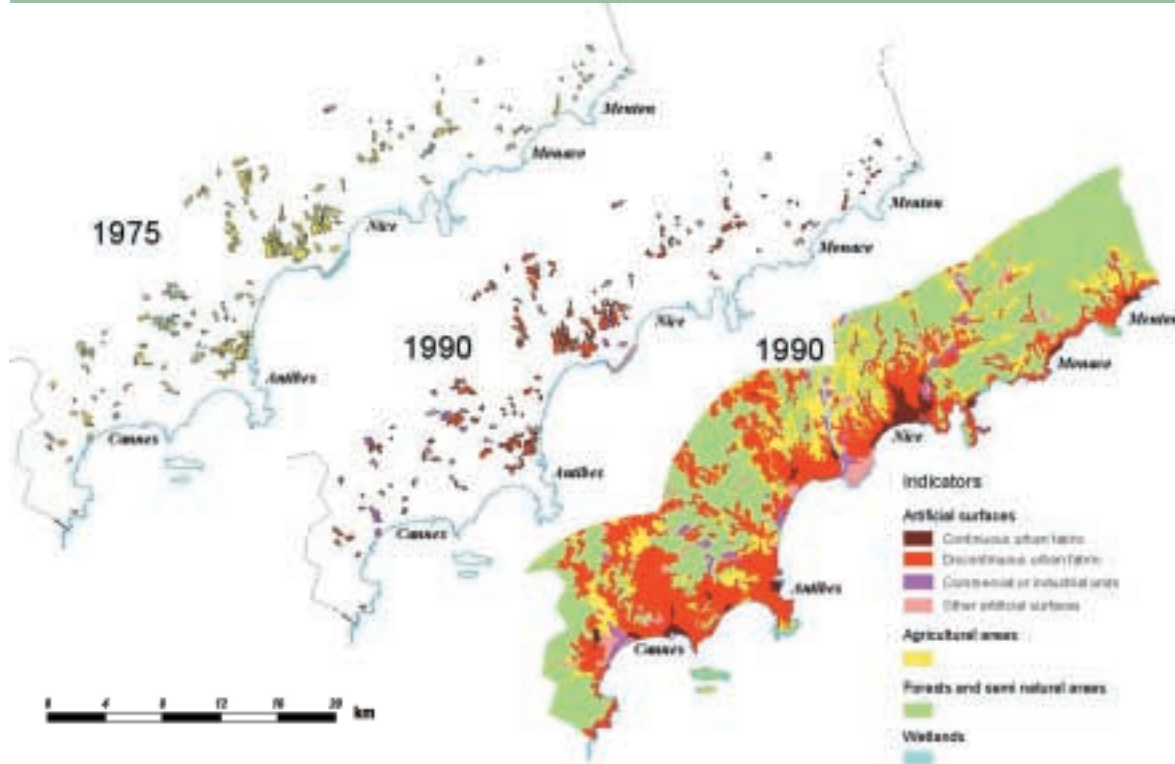 1975
Menton
Monaco
Nice
Antibes
Cannes
1990
Menton
Monaco
Nice
Antibes
Cannes
1990
Menton
Monaco
Nice
Antibes
Cannes
Indicators
Artificial surfaces
Continuous urban fabric
Discontinuous urban fabric
Commercial or industrial units
Other artificial surfaces
Agricultural areas
Forests and semi natural areas
Wetlands
0 4 8 12 16 20 km